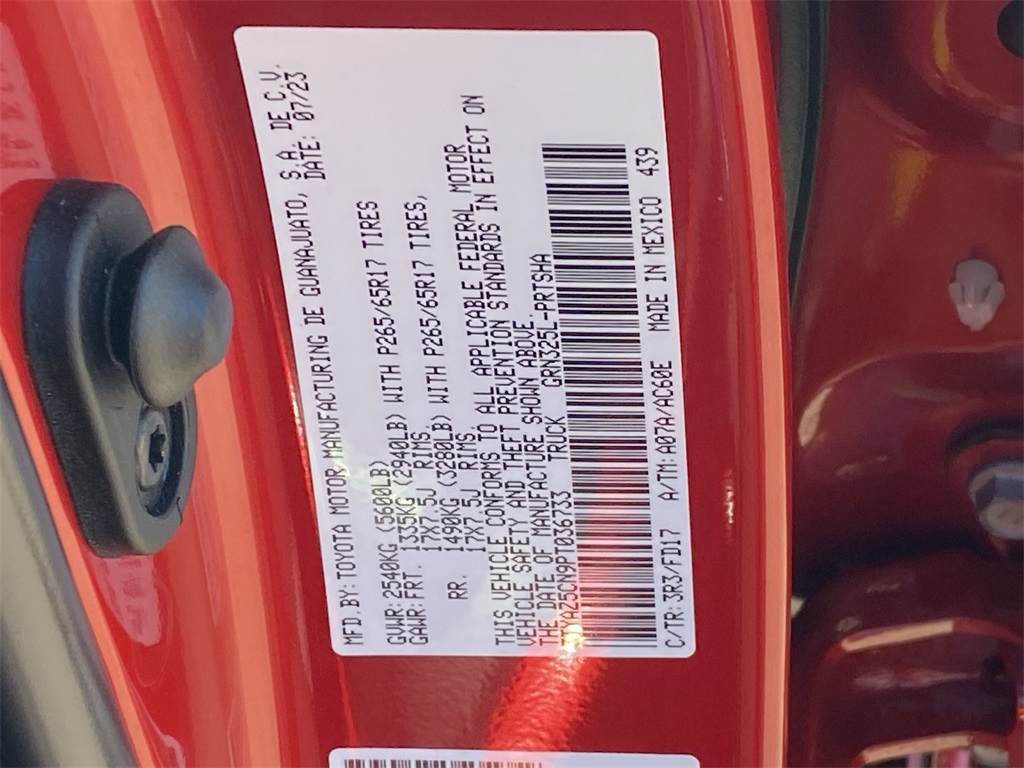 MFD.BY:TOYOTA MOTOR MANUFACTURING DE GUANAJUATO, S.A. DE C.V.
DATE: 07/23
GVWR:2540KG (5600LB)
GAWR:FRT. 1335KG (2940LB) WITH P265/65R17 TIRES
17X7.5J RIMS.
RR. 1490KG (3280LB) WITH P265/65R17 TIRES,
17X7.5J RIMS.
THIS VEHICLE CONFORMS TO ALL APPLICABLE FEDERAL MOTOR
VEHICLE SAFETY AND THEFT PREVENTION STANDARDS IN EFFECT ON
THE DATE OF MANUFACTURE SHOWN ABOVE.
TRUCK GRN325L-PRTSHA
C/TR:3R3/FD17 A/TM:A07A/AC60E MADE IN MEXICO 439